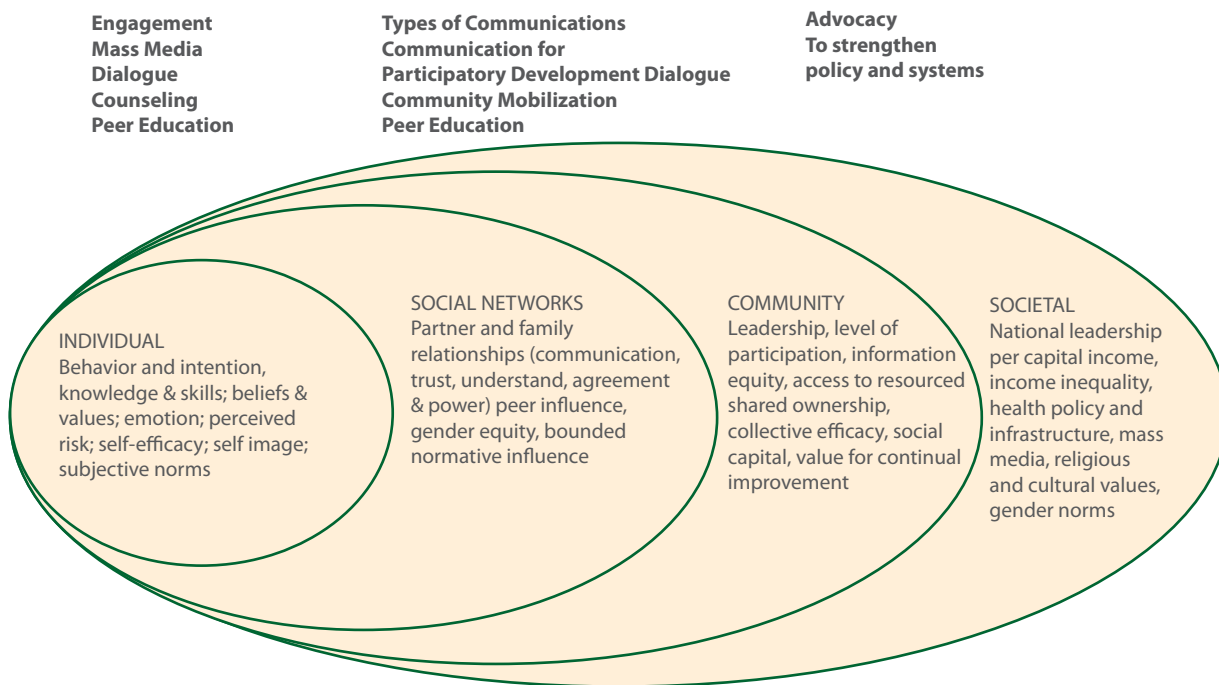 Engagement
Mass Media
Dialogue
Counseling
Peer Education
Types of Communications
Communication for
Participatory Development Dialogue
Community Mobilization
Peer Education
Advocacy
To strengthen
policy and systems
INDIVIDUAL
Behavior and intention,
knowledge & skills; beliefs &
values; emotion; perceived
risk; self-efficacy; self image;
subjective norms
SOCIAL NETWORKS
Partner and family
relationships (communication,
trust, understand, agreement
& power) peer influence,
gender equity, bounded
normative influence
COMMUNITY
Leadership, level of
participation, information
equity, access to resourced
shared ownership,
collective efficacy, social
capital, value for continual
improvement
SOCIETAL
National leadership
per capital income,
income inequality,
health policy and
infrastructure, mass
media, religious
and cultural values,
gender norms